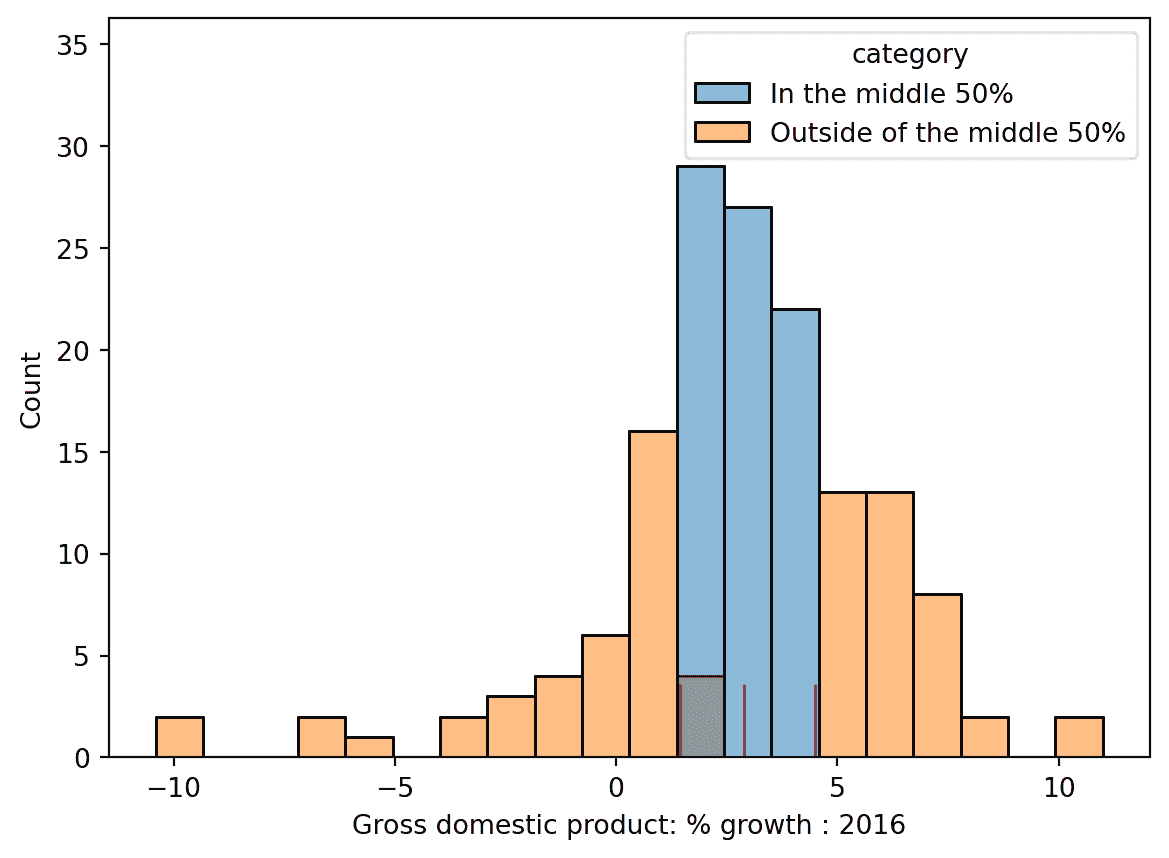 category
In the middle 50%
Outside of the middle 50%
35
30
25
20
15
10
5
0
Count
−10
−5
0
5
10
Gross domestic product: % growth : 2016